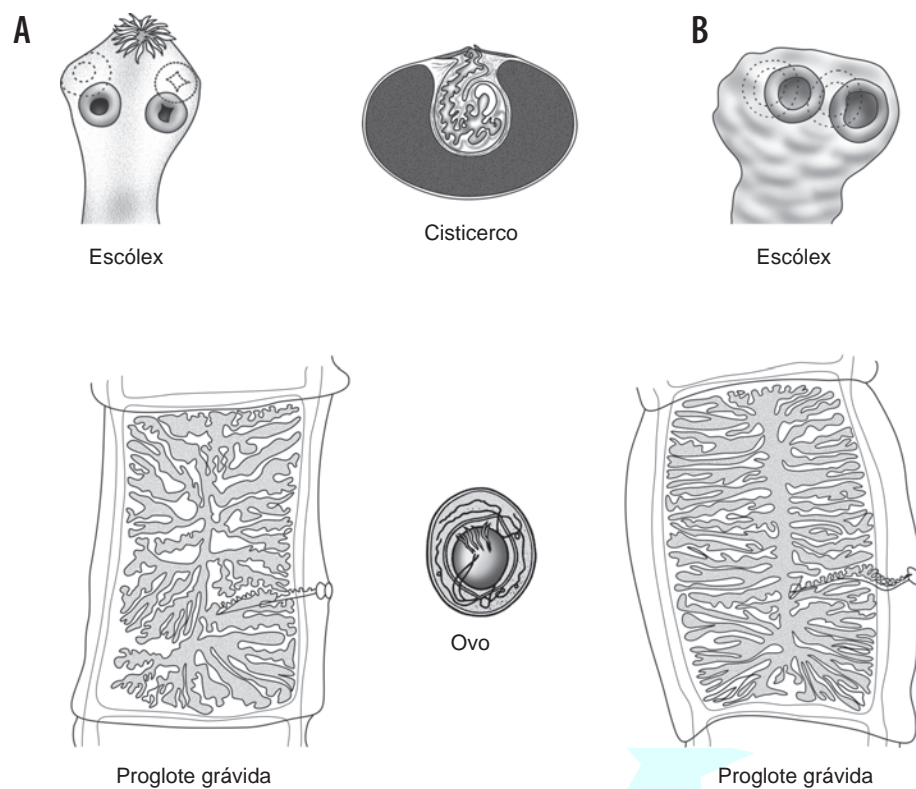 A
B
Escólex
Cisticerco
Escólex
Ovo
Proglote grávida
Proglote grávida